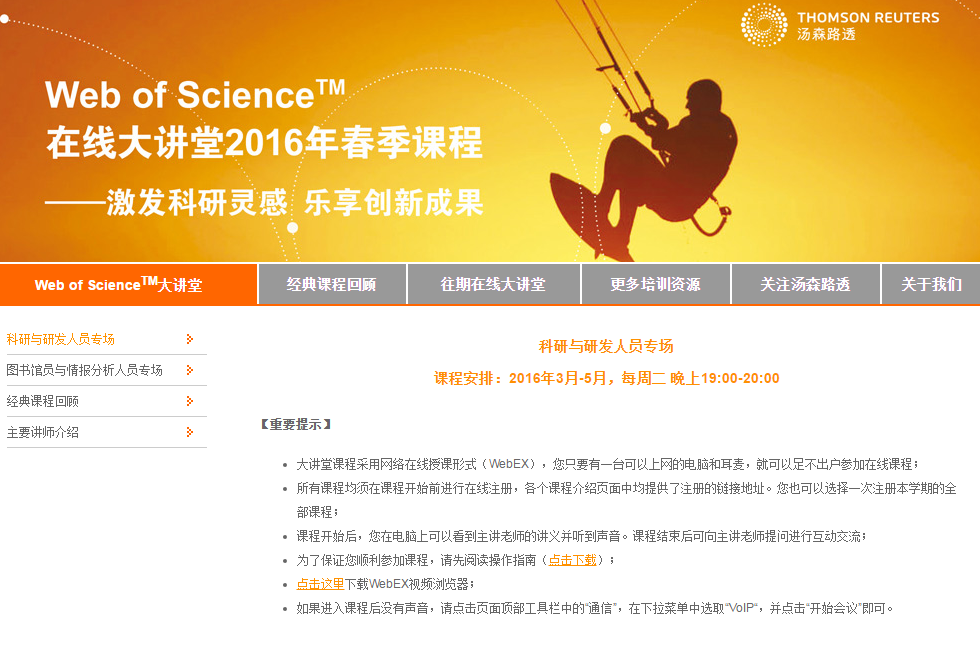 THOMSON REUTERS
汤森路透
Web of Science™
在线大讲堂2016年春季课程
——激发科研灵感 乐享创新成果
Web of Science™大讲堂 经典课程回顾 往期在线大讲堂 更多培训资源 关注汤森路透 关于我们
科研与研发人员专场
图书馆员与情报分析人员专场
经典课程回顾
主要讲师介绍
科研与研发人员专场
课程安排：2016年3月-5月，每周二 晚上19:00-20:00
【重要提示】
大讲堂课程采用网络在线授课形式（WebEX），您只要有一台可以上网的电脑和耳麦，就可以足不出户参加在线课程；
所有课程均须在课程开始前进行在线注册，各个课程介绍页面中均提供了注册的链接地址。您也可以选择一次注册本学期的全
部课程；
课程开始后，您在电脑上可以看到主讲老师的讲义并听到声音。课程结束后可向主讲老师提问进行互动交流；
为了保证您顺利参加课程，请先阅读操作指南（点击下载）；
点击这里下载WebEX视频浏览器；
如果进入课程后没有声音，请点击页面顶部工具栏中的“通信”，在下拉菜单中选取“VoIP“，并点击“开始会议”即可。